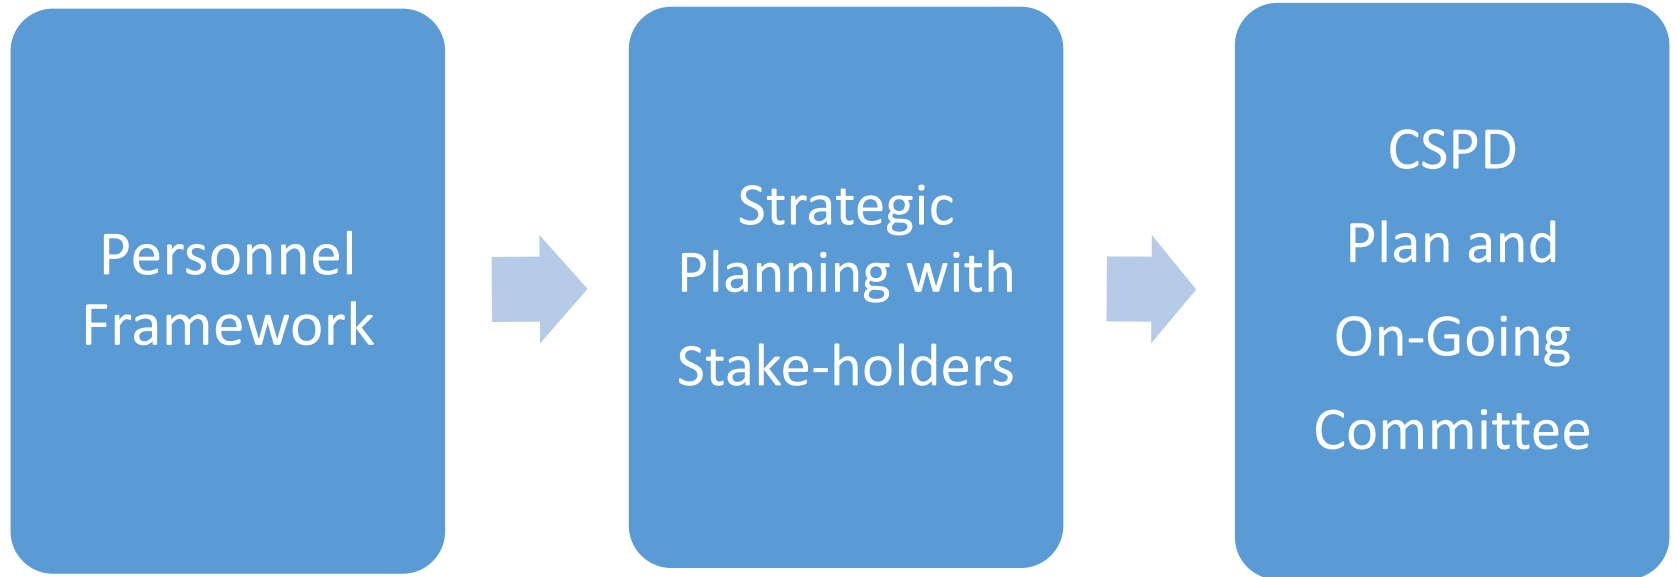 Personnel
Framework
Strategic
Planning with
Stake-holders
CSPD
Plan and
On-Going
Committee